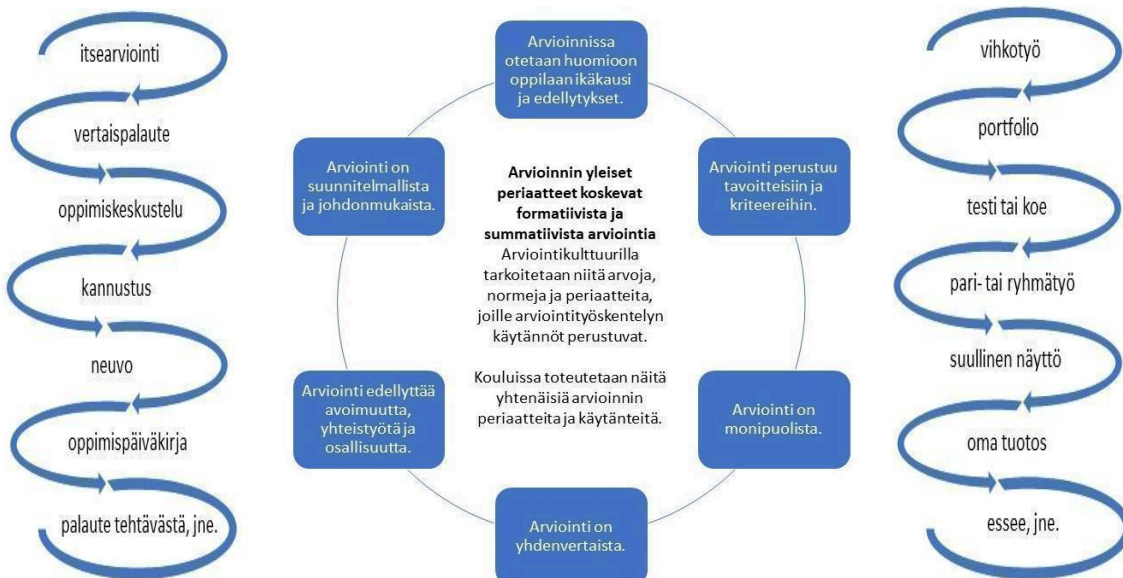 itsearviointi
vertaispalaute
oppimiskeskustelu
kannustus
neuvo
oppimispäiväkirja
palaute tehtävästä, jne.
Arvioinnissa
otetaan huomioon
oppilaan ikäkausi
ja edellytykset.
Arviointi on
suunnitelmallista
ja johdonmukaista.
Arvioinnin yleiset
periaatteet koskevat
formatiivista ja
summatiivista arviointia
Arviointikulttuurilla
tarkoitetaan niitä arvoja,
normeja ja periaatteita,
joille arviointityöskentelyn
käytännöt perustuvat.
Kouluissa toteutetaan näitä
yhtenäisiä arvioinnin
periaatteita ja käytänteitä.
Arviointi perustuu
tavoitteisiin ja
kriteereihin.
Arviointi edellyttää
avoimuutta,
yhteistyötä ja
osallisuutta.
Arviointi on
monipuolista.
Arviointi on
yhdenvertaista.
vihkotyö
portfolio
testi tai koe
pari- tai ryhmätyö
suullinen näyttö
oma tuotos
essee, jne.